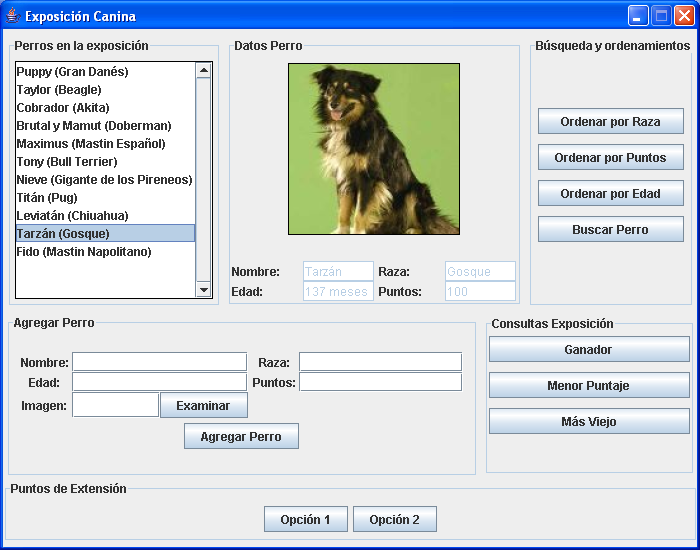 Exposición Canina
Perros en la exposición
Puppy (Gran Danés)
Taylor (Beagle)
Cobrador (Akita)
Brutal y Mamut (Doberman)
Maximus (Mastin Español)
Tony (Bull Terrier)
Nieve (Gigante de los Pireneos)
Titán (Pug)
Leviatán (Chiuahua)
Tarzán (Gosque)
Fido (Mastin Napolitano)
Datos Perro
Nombre: Tarzán Raza: Gosque
Edad: 137 meses Puntos: 100
Búsqueda y ordenamientos
Ordenar por Raza
Ordenar por Puntos
Ordenar por Edad
Buscar Perro
Agregar Perro
Nombre: Raza:
Edad: Puntos:
Imagen: Examinar
Agregar Perro
Consultas Exposición
Ganador
Menor Puntaje
Más Viejo
Puntos de Extensión
Opción 1 Opción 2